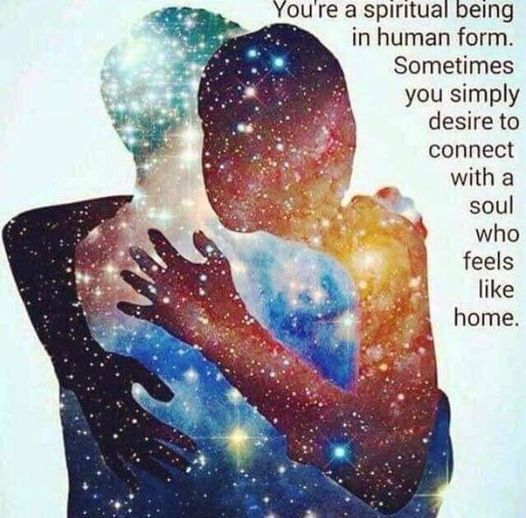 You're a spiritual being
in human form.
Sometimes
you simply
desire to
connect
with a
soul
who
feels
like
home.